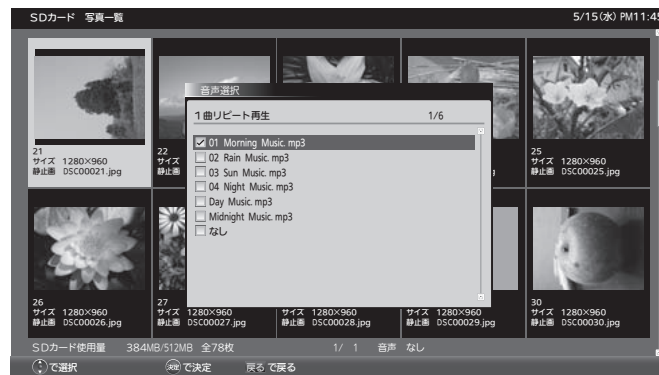 SDカード 写真一覧 5/15(水) PM11:45
音声選択
1曲リピート再生 1/6
01 Morning Music.mp3
02 Rain Music.mp3
03 Sun Music.mp3
04 Night Music.mp3
Day Music.mp3
Midnight Music.mp3
なし
21
サイズ 1280×960
静止画 DSC00021.jpg
22
サイズ
静止画
25
サイズ 1280×960
静止画 DSC00025.jpg
26
サイズ 1280×960
静止画 DSC00026.jpg
27
サイズ 1280×960
静止画 DSC00027.jpg
サイズ 1280×960
静止画 DSC00028.jpg
サイズ 1280×960
静止画 DSC00029.jpg
30
サイズ 1280×960
静止画 DSC00030.jpg
SDカード使用量 384MB/512MB 全78枚 1/ 1 音声 なし
で選択 決定 で決定 戻る で戻る